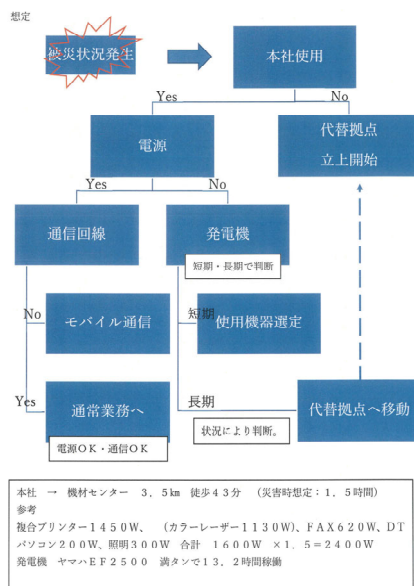 想定
被災状況発生
本社使用
Yes
No
電源
代替拠点
立上開始
Yes
No
通信回線
発電機
短期・長期で判断
No
モバイル通信
短期
使用機器選定
Yes
通常業務へ
電源OK・通信OK
長期
状況により判断。
代替拠点へ移動
本社 → 機材センター 3，5㎞ 徒歩43分 （災害時想定：1，5時間）
参考
複合プリンター1450W、 （カラーレーザー1130W）、FAX620W、DT
パソコン200W、照明300W 合計 1600W ×1．5＝2400W
発電機 ヤマハEF2500 満タンで13．2時間稼働